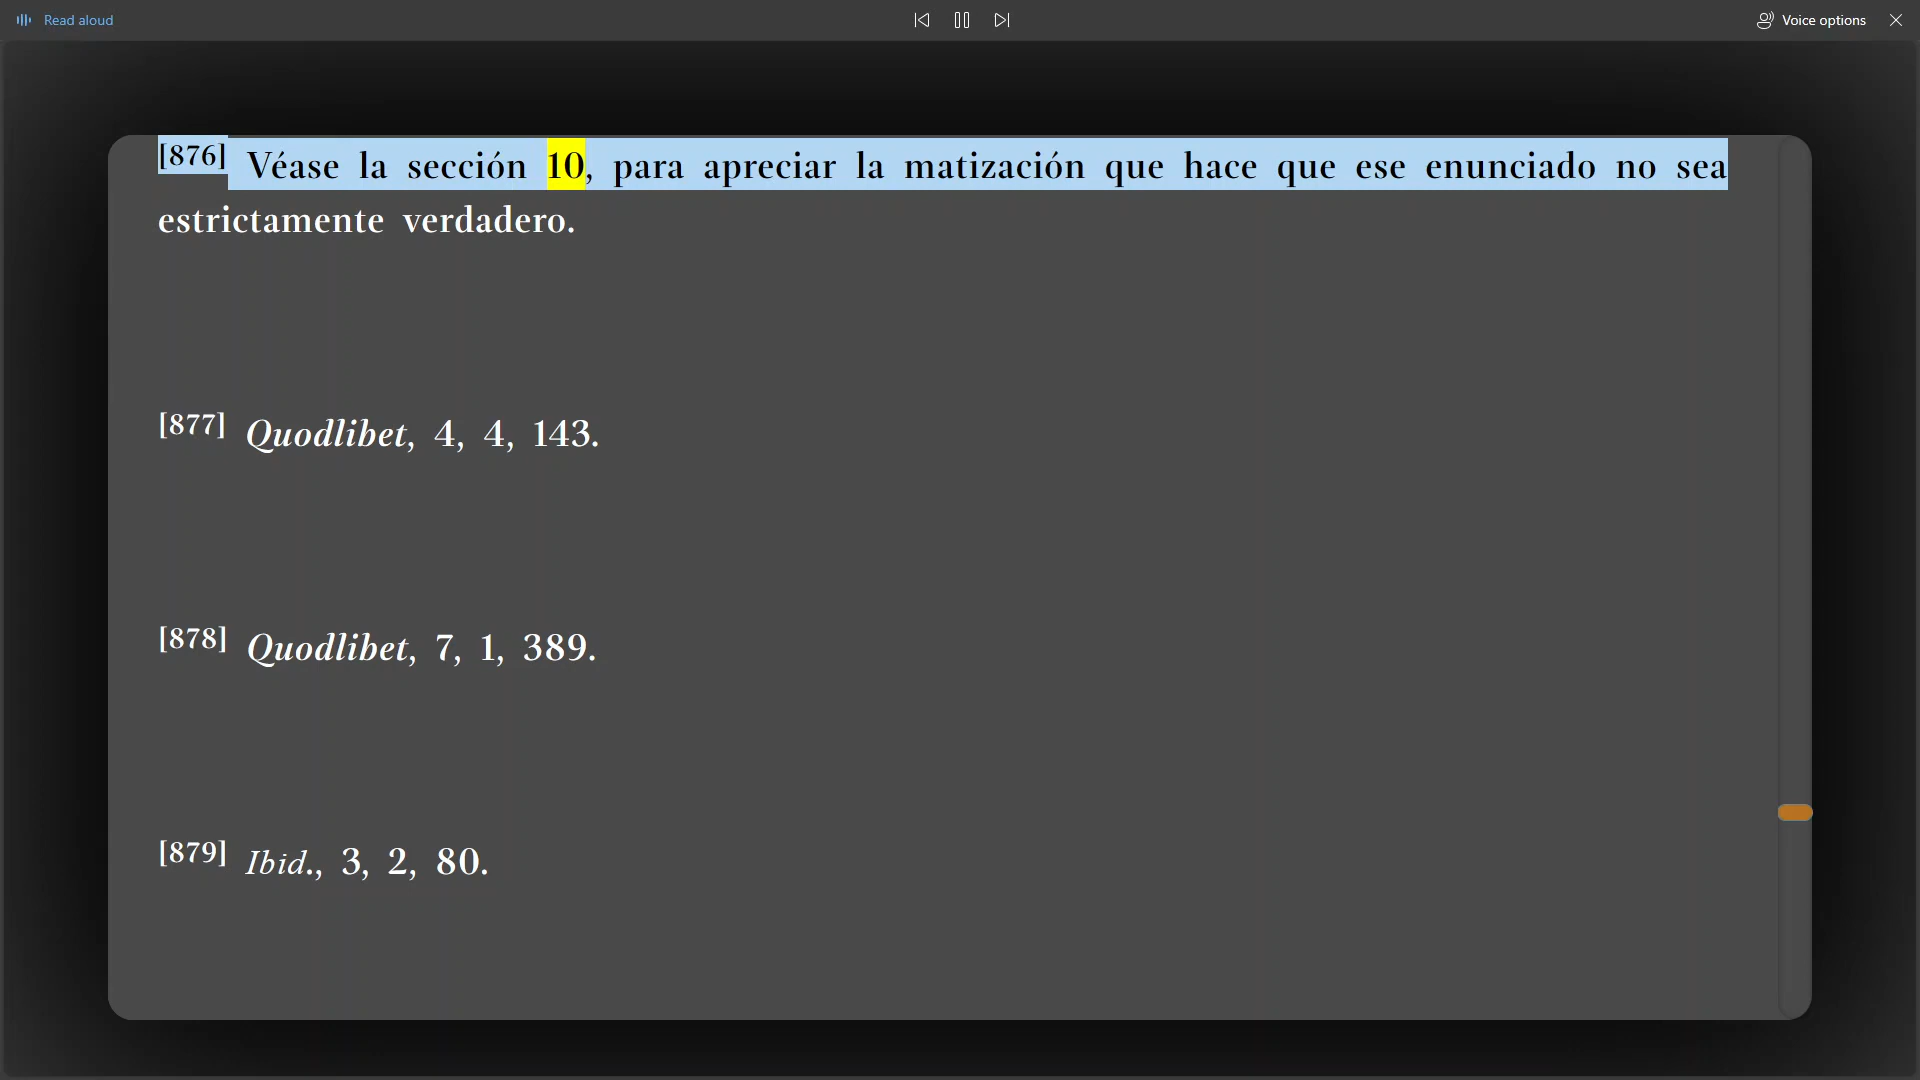 Read aloud
Voice options
[876] Véase la sección 10, para apreciar la matización que hace que ese enunciado no sea
estrictamente verdadero.
[877] Quodlibet, 4, 4, 143.
[878] Quodlibet, 7, 1, 389.
[879] Ibid., 3, 2, 80.